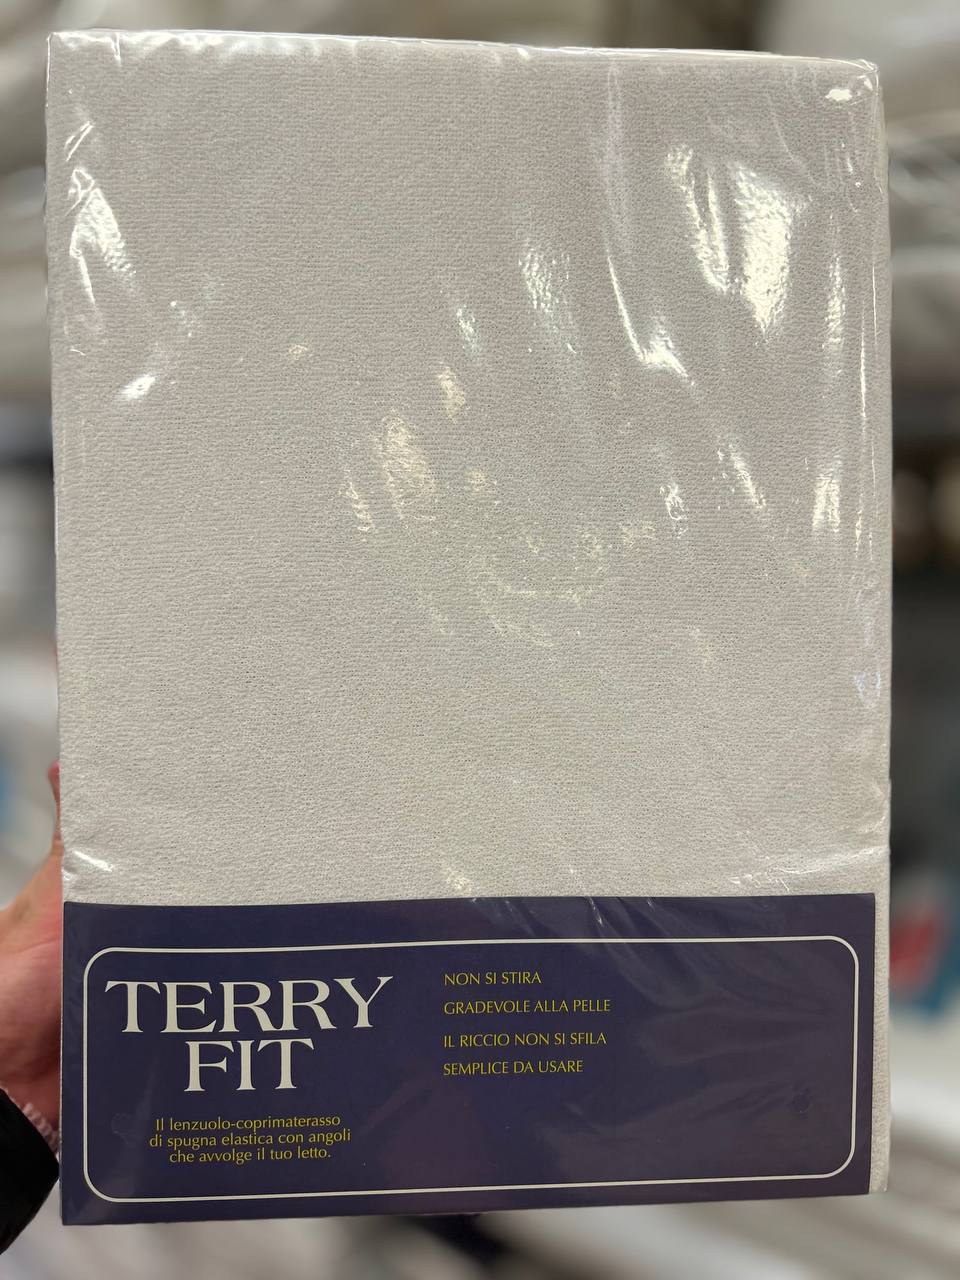 TERRY
FIT
Il lenzuolo-coprimaterasso
di spugna elastica con angoli
che avvolge il tuo letto.
NON SI STIRA
GRADEVOLE ALLA PELLE
IL RICCIO NON SI SFILA
SEMPLICE DA USARE